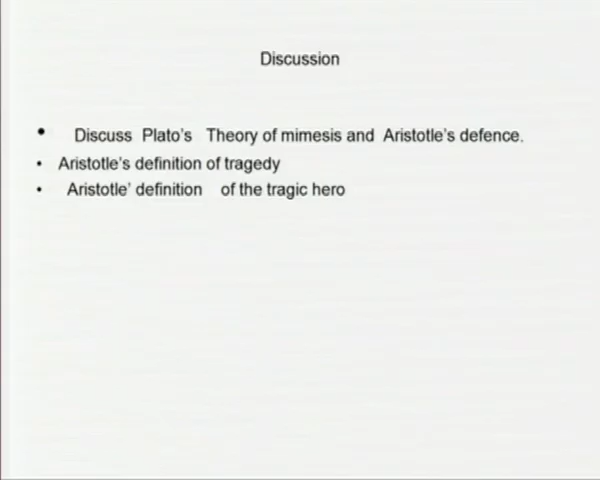 Discussion
• Discuss Plato's Theory of mimesis and Aristotle's defence.
• Aristotle's definition of tragedy
• Aristotle' definition of the tragic hero